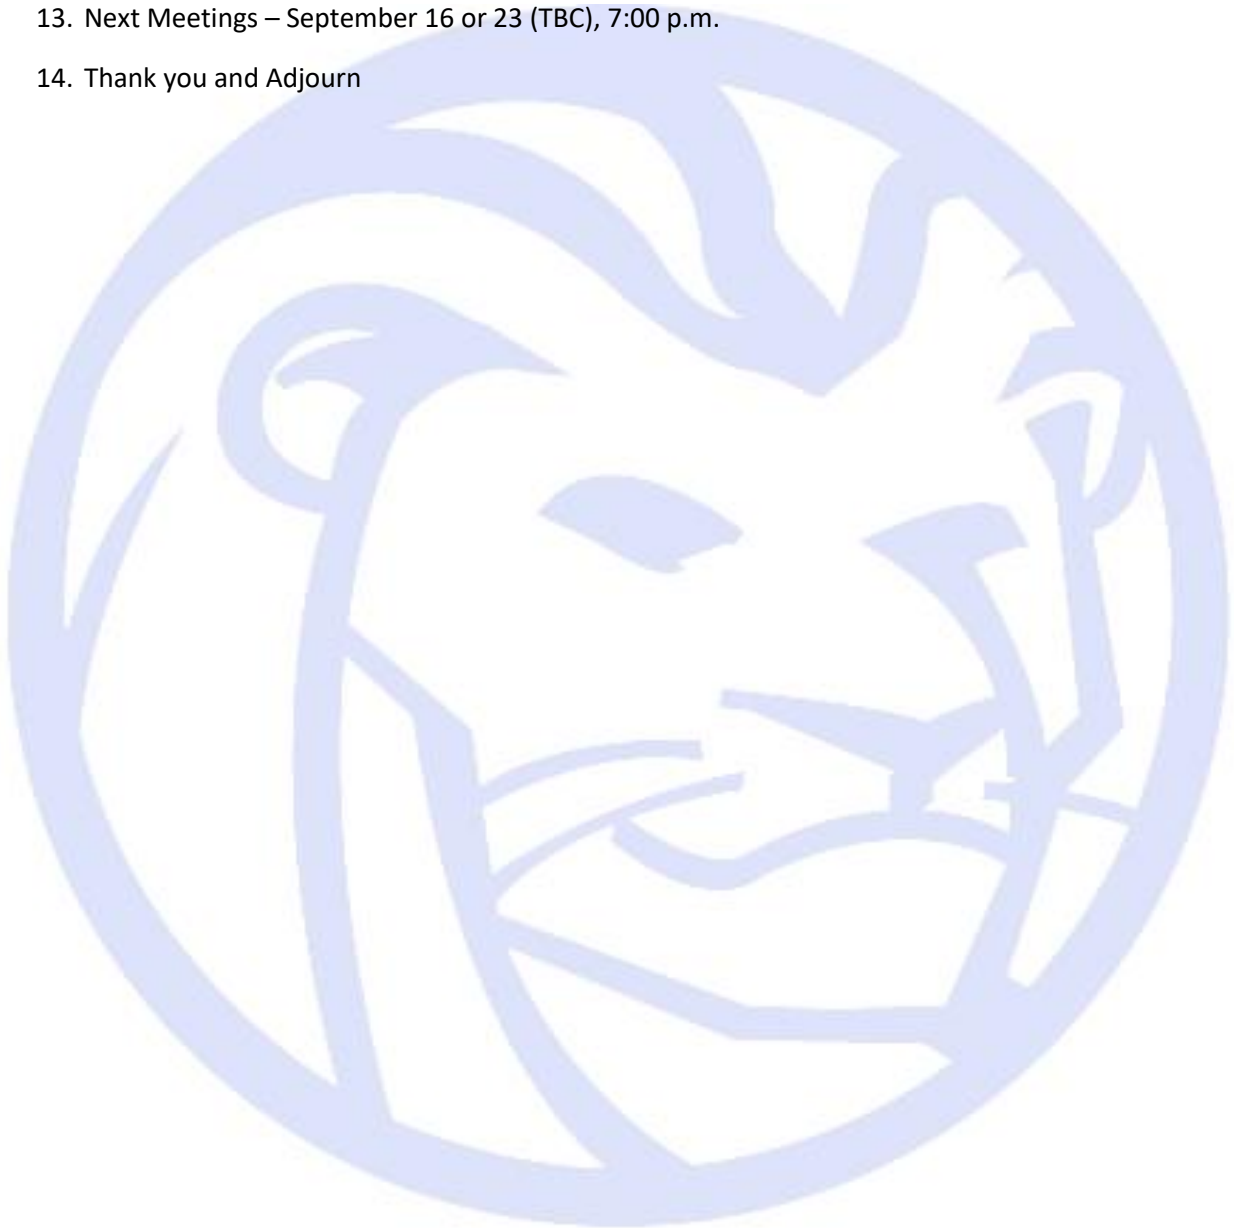 13. Next Meetings – September 16 or 23 (TBC), 7:00 p.m.
14. Thank you and Adjourn